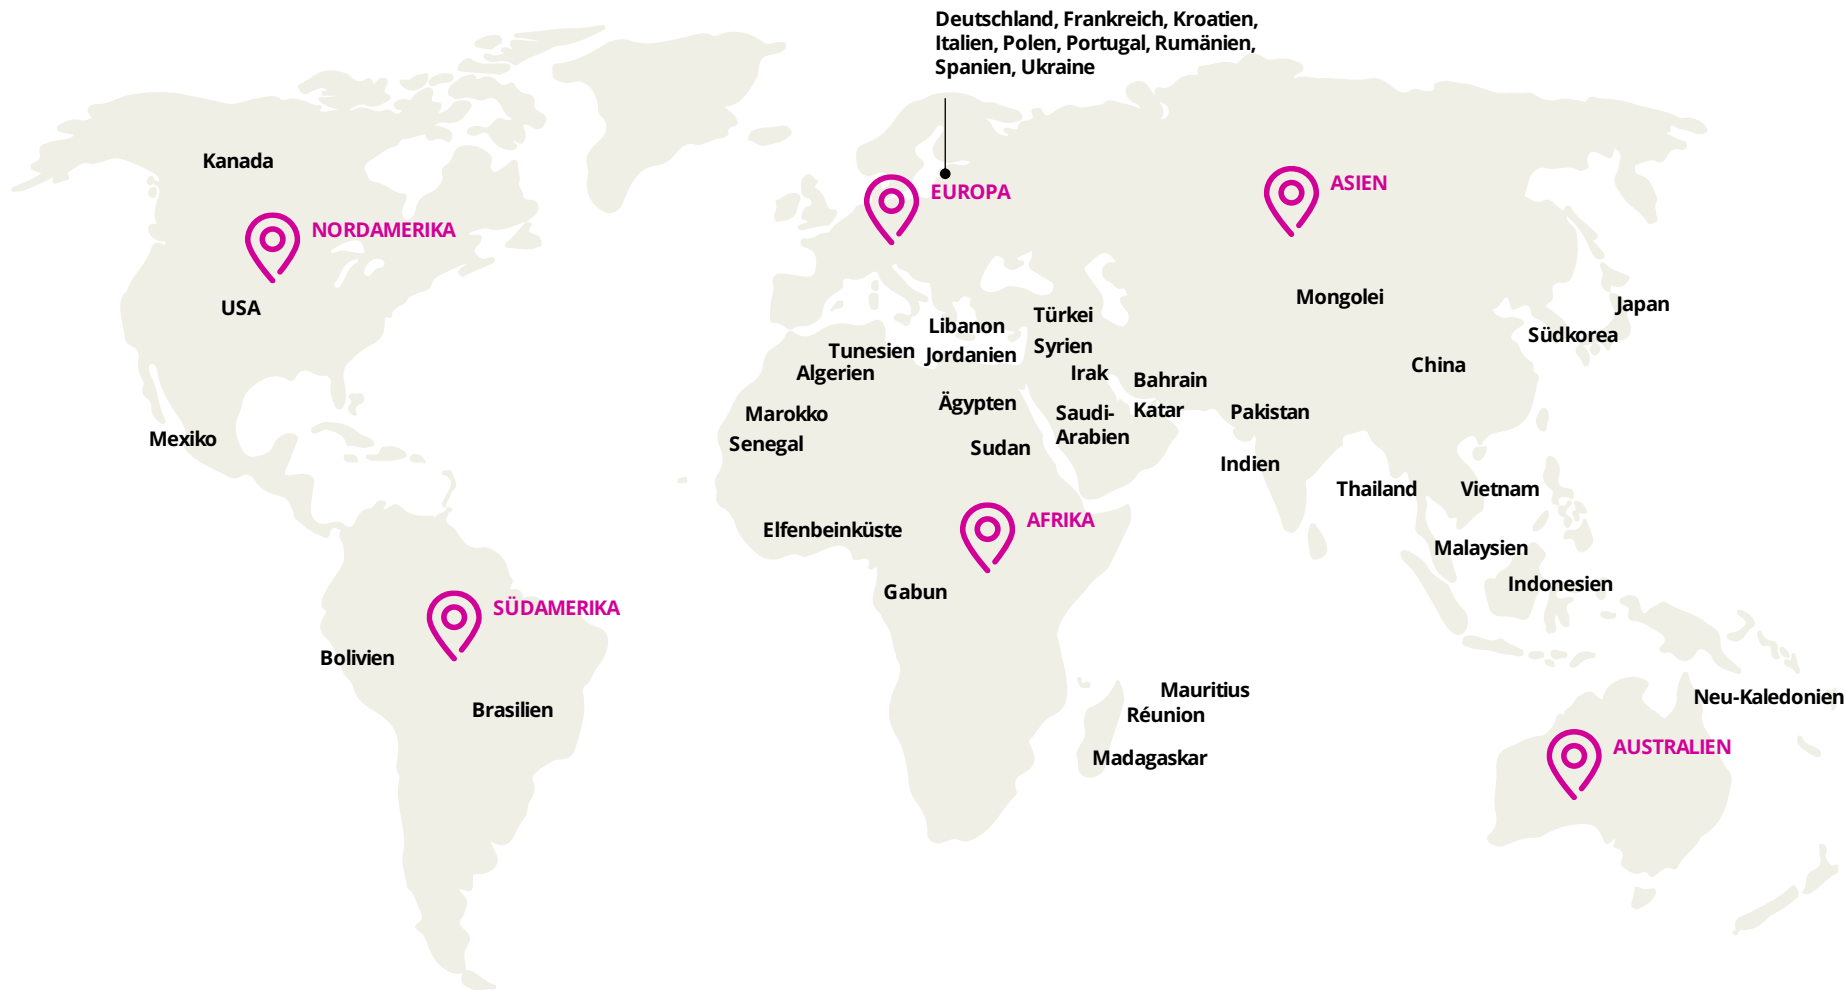 Deutschland, Frankreich, Kroatien,
Italien, Polen, Portugal, Rumänien,
Spanien, Ukraine
EUROPA
ASIEN
Kanada
NORDAMERIKA
USA
Mexiko
SÜDAMERIKA
Bolivien
Brasilien
Libanon
Türkei
Tunesien
Jordanien
Syrien
Algerien
Irak
Bahrain
Marokko
Ägypten
Saudi-
Arabien
Katar
Pakistan
Senegal
Sudan
Indien
Mongolei
Japan
Südkorea
China
Thailand
Vietnam
Malaysien
Indonesien
Elfenbeinküste
AFRIKA
Gabun
Mauritius
Réunion
Madagaskar
Neu-Kaledonien
AUSTRALIEN